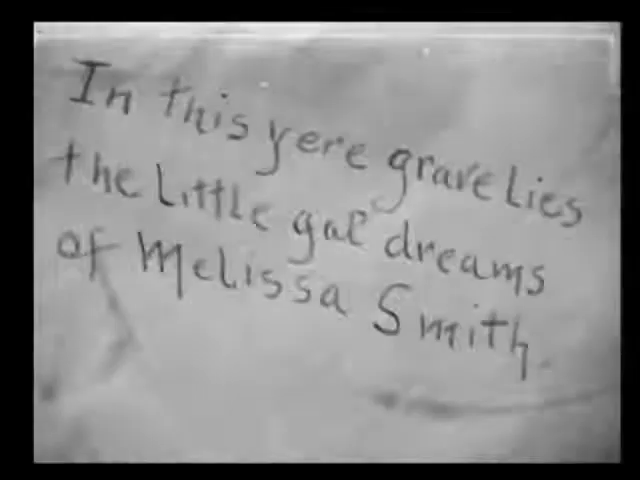 In this yere grave lies
the little gal dreams
of Melissa Smith.